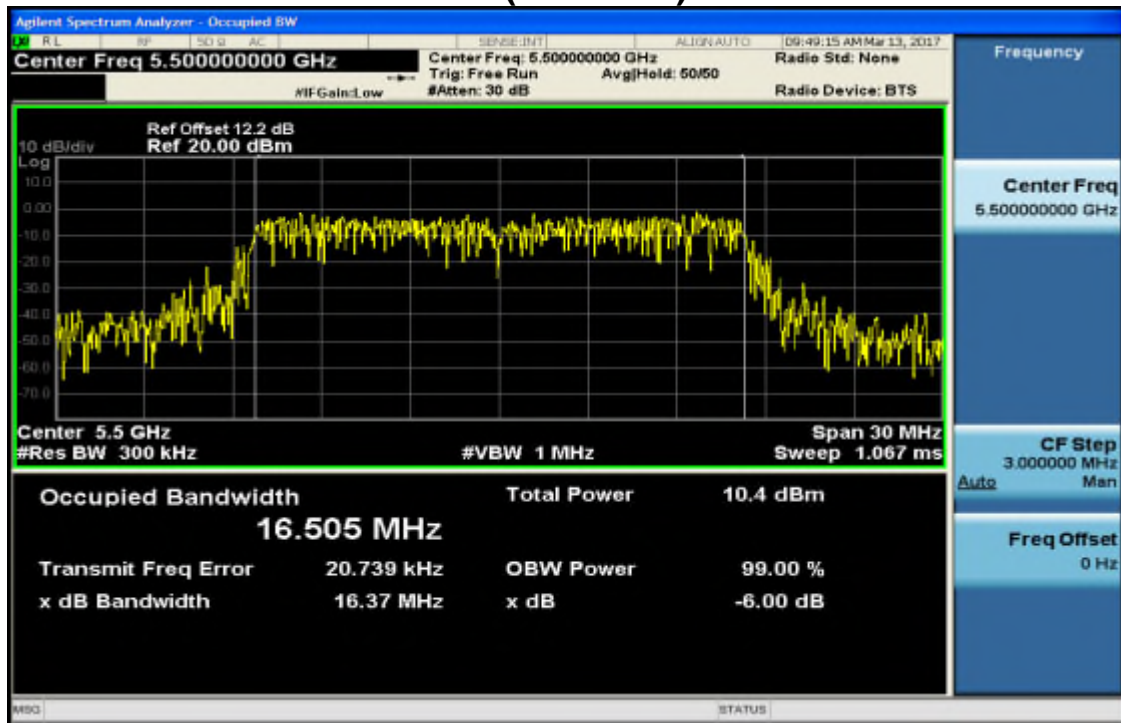 Agilent Spectrum Analyzer - Occupied BW
RL RF 50 Ω AC SENSE:INT ALIGNAUTO 09:49:15 AM Mar 13, 2017
Center Freq 5.500000000 GHz
Center Freq: 5.500000000 GHz
Radio Std: None
Trig: Free Run Avg|Hold: 50/50
#IFGain:Low
#Atten: 30 dB
Radio Device: BTS
Ref Offset 12.2 dB
10 dB/div Ref 20.00 dBm
Log
10.0
0.00
-10.0
-20.0
-30.0
-40.0
-50.0
-60.0
-70.0
Center 5.5 GHz Span 30 MHz
#Res BW 300 kHz #VBW 1 MHz Sweep 1.067 ms
Occupied Bandwidth Total Power 10.4 dBm
16.505 MHz
Transmit Freq Error 20.739 kHz OBW Power 99.00 %
x dB Bandwidth 16.37 MHz x dB -6.00 dB
MSG STATUS
Frequency
Center Freq
5.500000000 GHz
CF Step
3.000000 MHz
Auto Man
Freq Offset
0 Hz